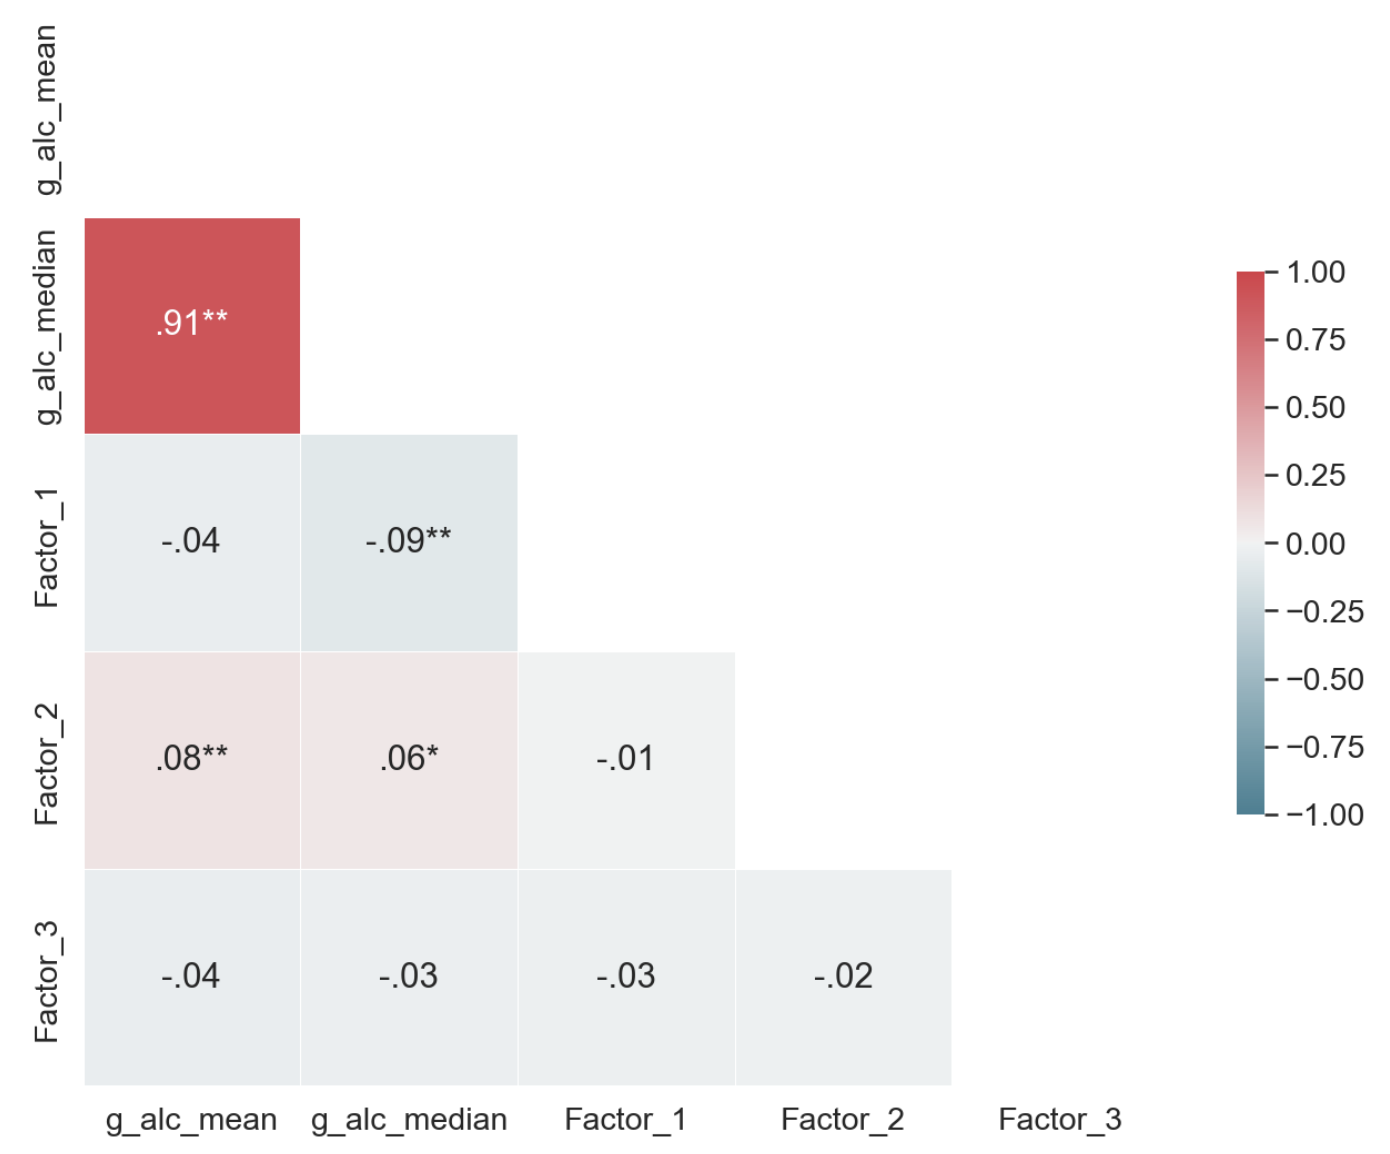 g_alc_mean
g_alc_median
.91**
Factor_1
-.04 -.09**
Factor_2
.08** .06* -.01
Factor_3
-.04 -.03 -.03 -.02
g_alc_mean g_alc_median Factor_1 Factor_2 Factor_3
1.00
0.75
0.50
0.25
0.00
−0.25
−0.50
−0.75
−1.00